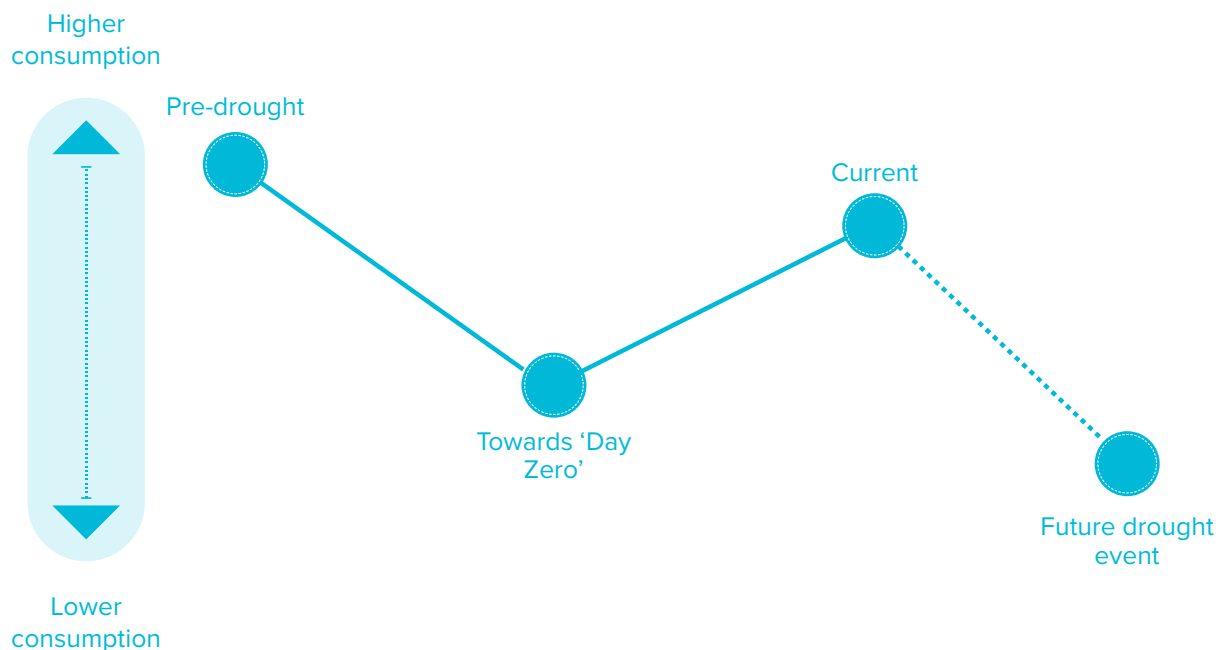 Higher
consumption
Pre-drought
Current
Towards ‘Day
Zero’
Future drought
event
Lower
consumption